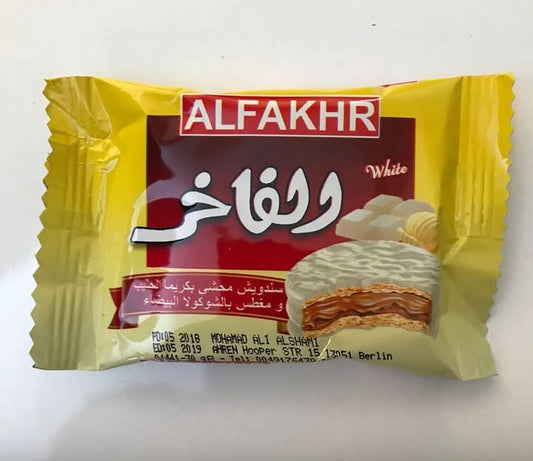 ALFAKHR
White
الفاخر
سندويش محشي بكريما الحليب
و مغطس بالشوكولا البيضاء
PD:05 2018 MOHAMAD ALI ALSHAMI
ED:05 2019 AHREN Hooper STR 15 13051 Berlin